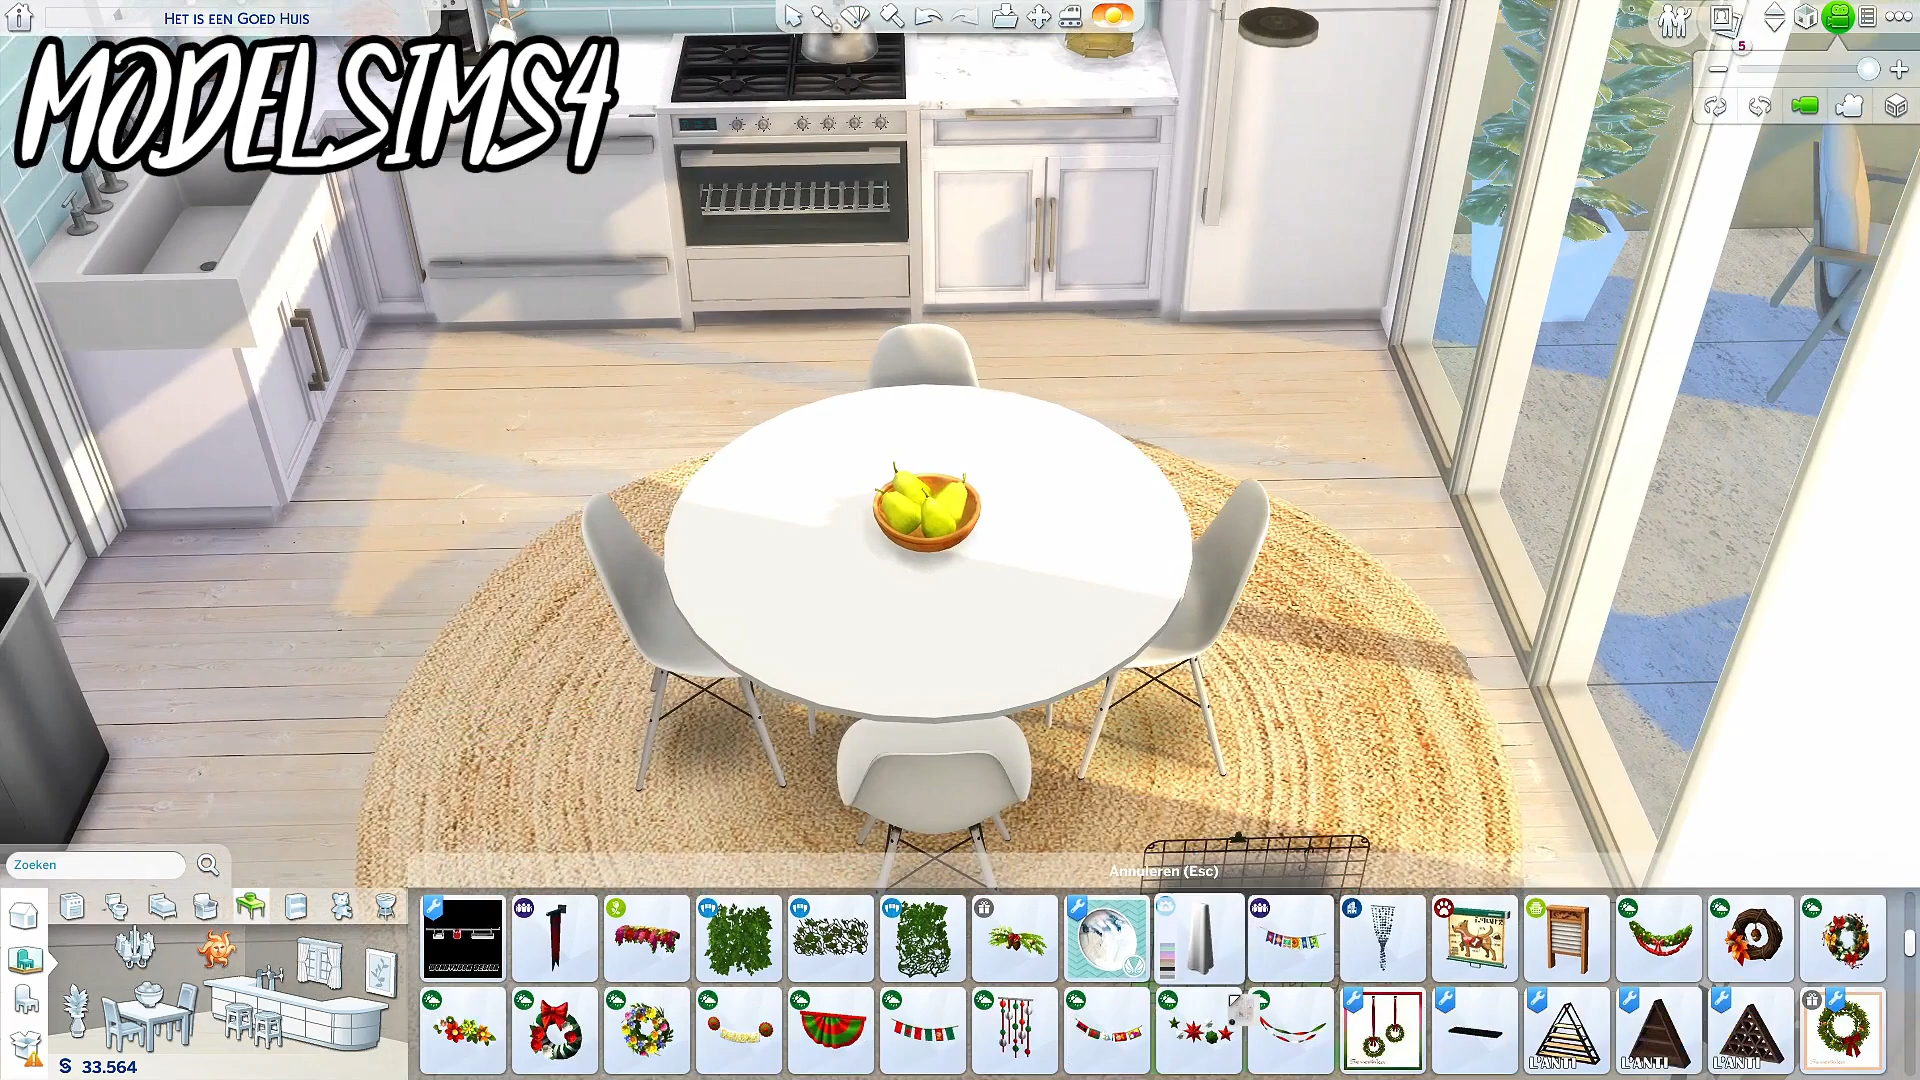 HET IS EEN GOED HUIS
MODELSIMS4
5
Zoeken
Annuleren (Esc)
33.564
L'ANTI
L'ANTI
L'ANTI